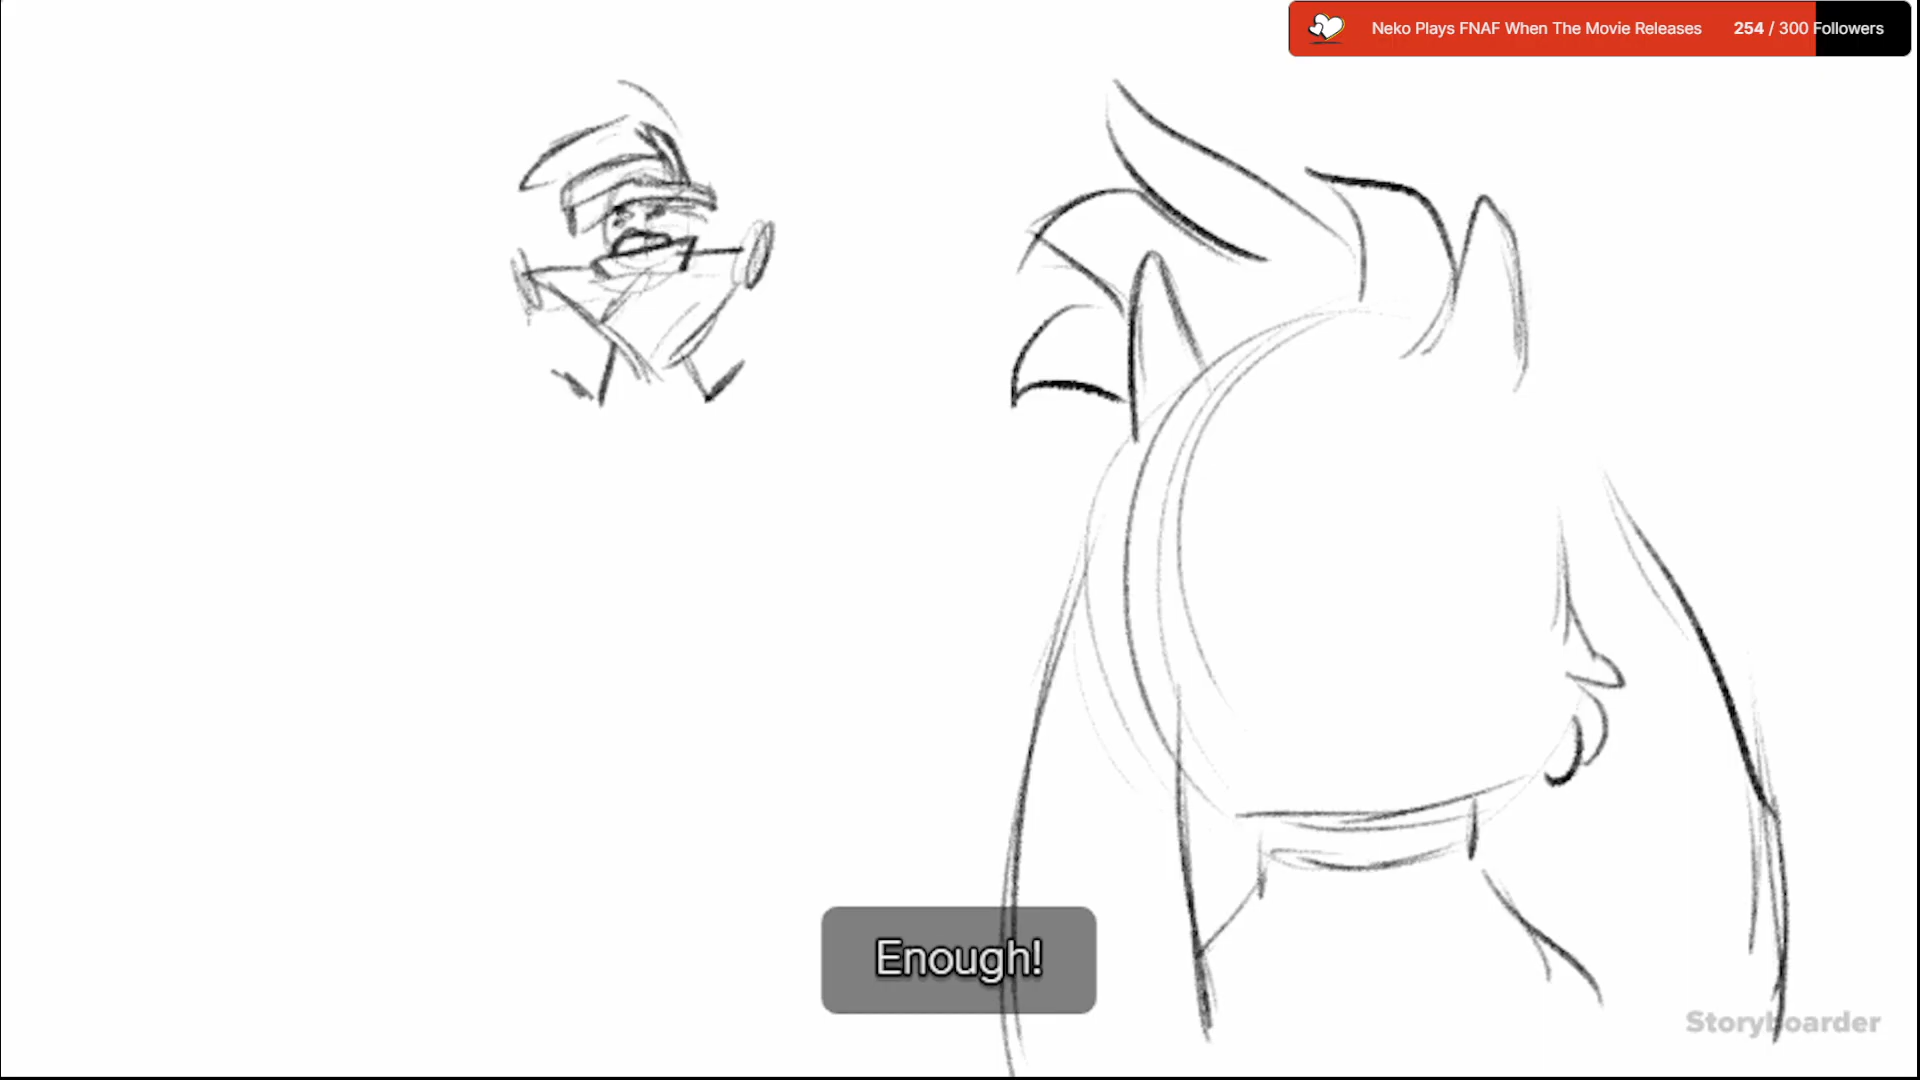 Neko Plays FNAF When The Movie Releases 254 / 300 Followers
Enough!
Storyboarder